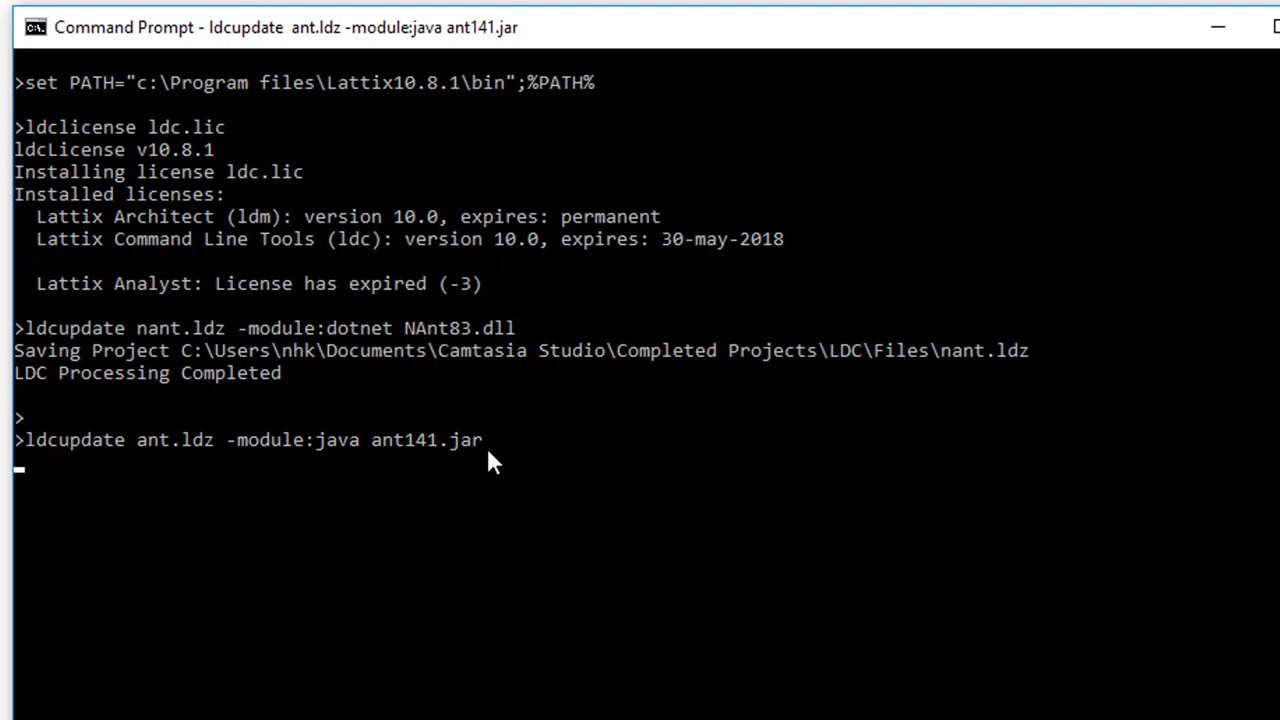 Command Prompt - ldcupdate  ant.ldz -module:java ant141.jar
>set PATH="c:\Program files\Lattix10.8.1\bin";%PATH%
>ldclicense ldc.lic
ldcLicense v10.8.1
Installing license ldc.lic
Installed licenses:
  Lattix Architect (ldm): version 10.0, expires: permanent
  Lattix Command Line Tools (ldc): version 10.0, expires: 30-may-2018
  Lattix Analyst: License has expired (-3)
>ldcupdate nant.ldz -module:dotnet NAnt83.dll
Saving Project C:\Users\nhk\Documents\Camtasia Studio\Completed Projects\LDC\Files\nant.ldz
LDC Processing Completed
>
>ldcupdate ant.ldz -module:java ant141.jar